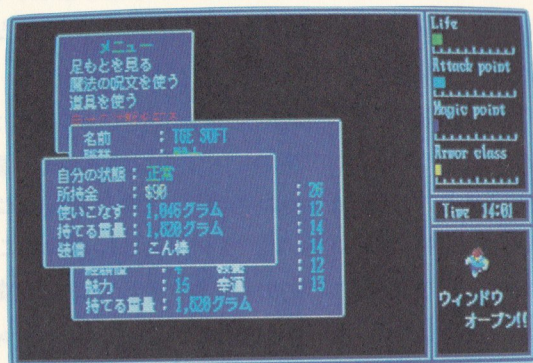 メニュー
足もとを見る
魔法の呪文を使う
道具を使う
名前 : TGE SOFT
自分の状態 : 正常
所持金 : $90
使いこなす : 1,046グラム
持てる重量 : 1,820グラム
装備 : こん棒
: 26
: 12
: 14
: 14
: 12
魅力 : 15 幸運 : 13
持てる重量 : 1,820グラム
Life
Attack point
Magic point
Armor class
Time 14:01
ウィンドウ
オープン!!